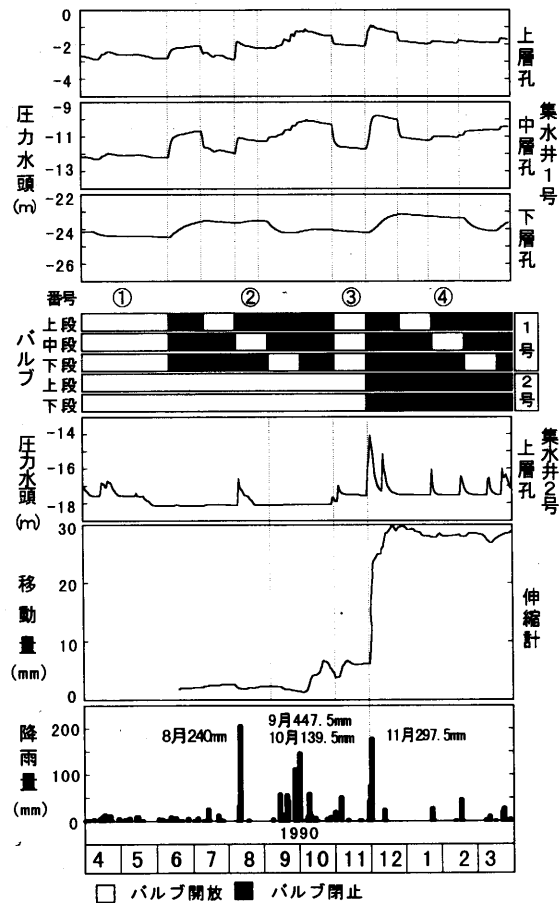 0
-2
-4
上層孔
-9
-11
-13
中層孔
-22
-24
-26
下層孔
圧力水頭(m)
集水井1号
番号 ① ② ③ ④
バルブ
上段
中段
下段
1号
上段
下段
2号
-14
-16
-18
圧力水頭(m)
上層孔
集水井2号
30
20
10
0
移動量(mm)
伸縮計
200
100
0
降雨量(mm)
8月240mm
9月447.5mm
10月139.5mm
11月297.5mm
1990
4 5 6 7 8 9 10 11 12 1 2 3
バルブ開放 バルブ閉止